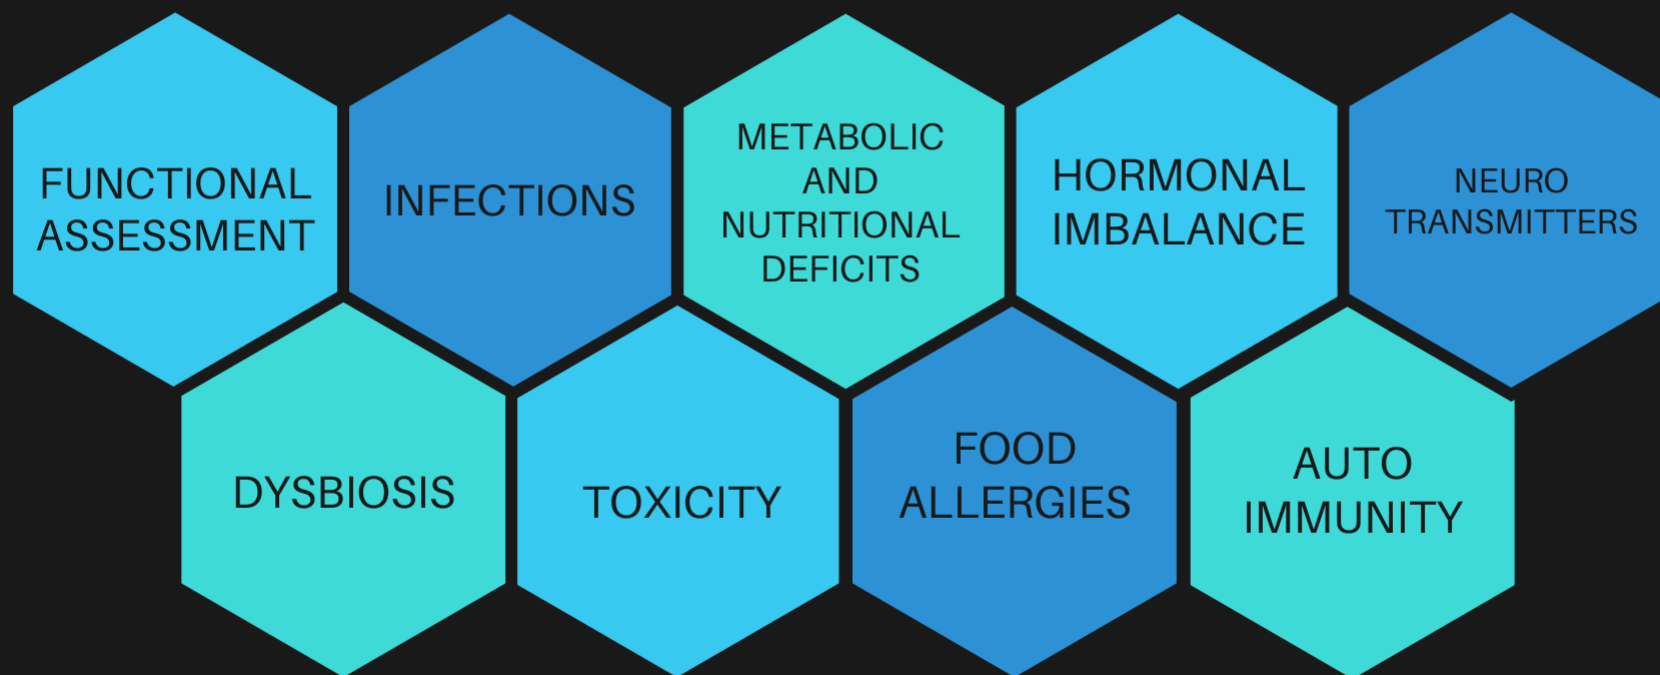 FUNCTIONAL
ASSESSMENT
INFECTIONS
METABOLIC
AND
NUTRITIONAL
DEFICITS
HORMONAL
IMBALANCE
NEURO
TRANSMITTERS
DYSBIOSIS
TOXICITY
FOOD
ALLERGIES
AUTO
IMMUNITY